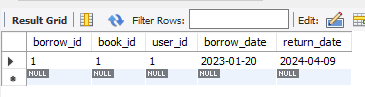 Result Grid Filter Rows: Edit:
borrow_id book_id user_id borrow_date return_date
1 1 1 2023-01-20 2024-04-09
NULL NULL NULL NULL NULL